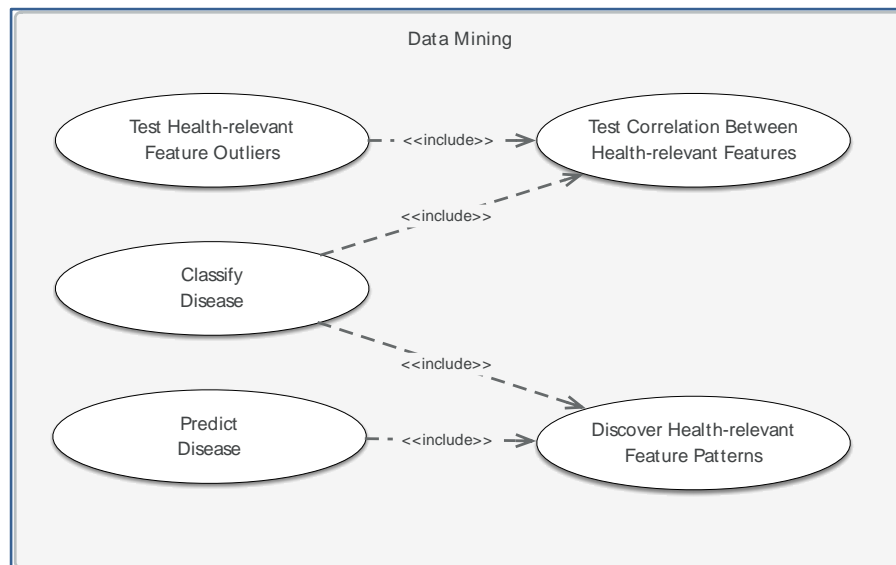 Data Mining
Test Health-relevant
Feature Outliers
<<include>>
Test Correlation Between
Health-relevant Features
<<include>>
Classify
Disease
<<include>>
Predict
Disease
<<include>>
Discover Health-relevant
Feature Patterns